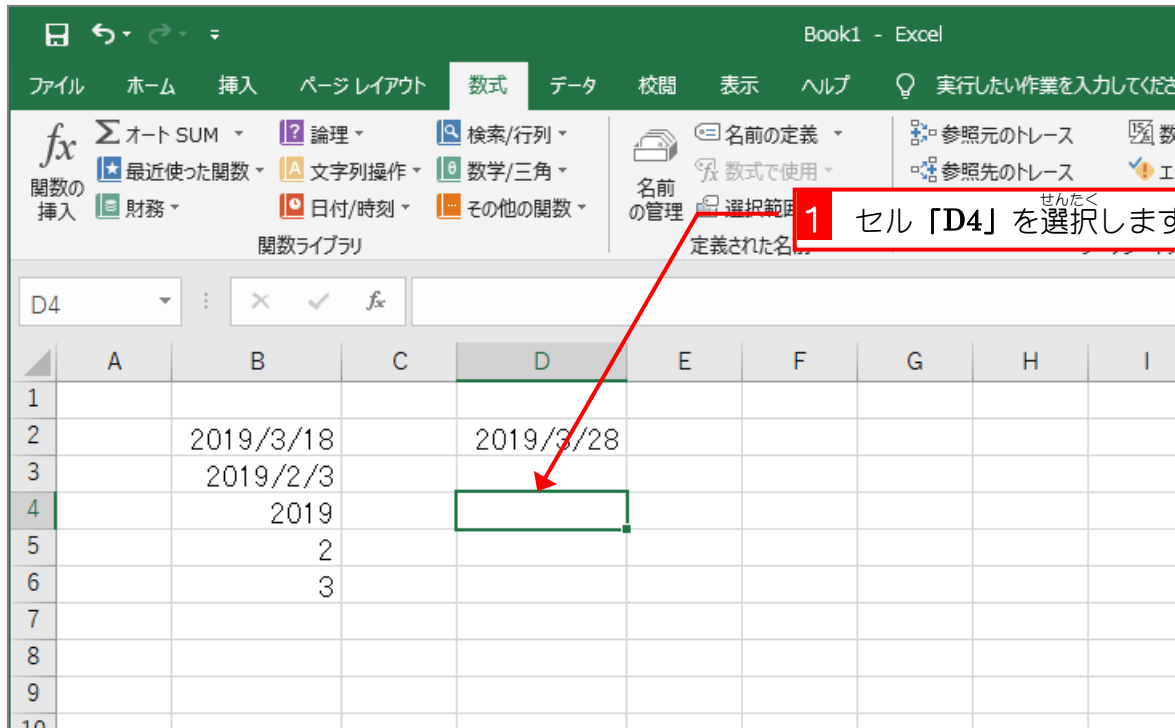 Book1 - Excel
ファイル ホーム 挿入 ページ レイアウト 数式 データ 校閲 表示 ヘルプ 実行したい作業を入力してくださ
fx Σ オート SUM 論理 検索/行列 名前の定義 参照元のトレース 数
最近使った関数 A 文字列操作 θ 数学/三角 fx 数式で使用 参照先のトレース エ
関数の挿入 財務 日付/時刻 その他の関数 名前の管理 選択範囲
関数ライブラリ 定義された名前
1 セル「D4」を選択します
せんたく
D4 fx
A B C D E F G H I
1
2 2019/3/18 2019/3/28
3 2019/2/3
4 2019
5 2
6 3
7
8
9
10